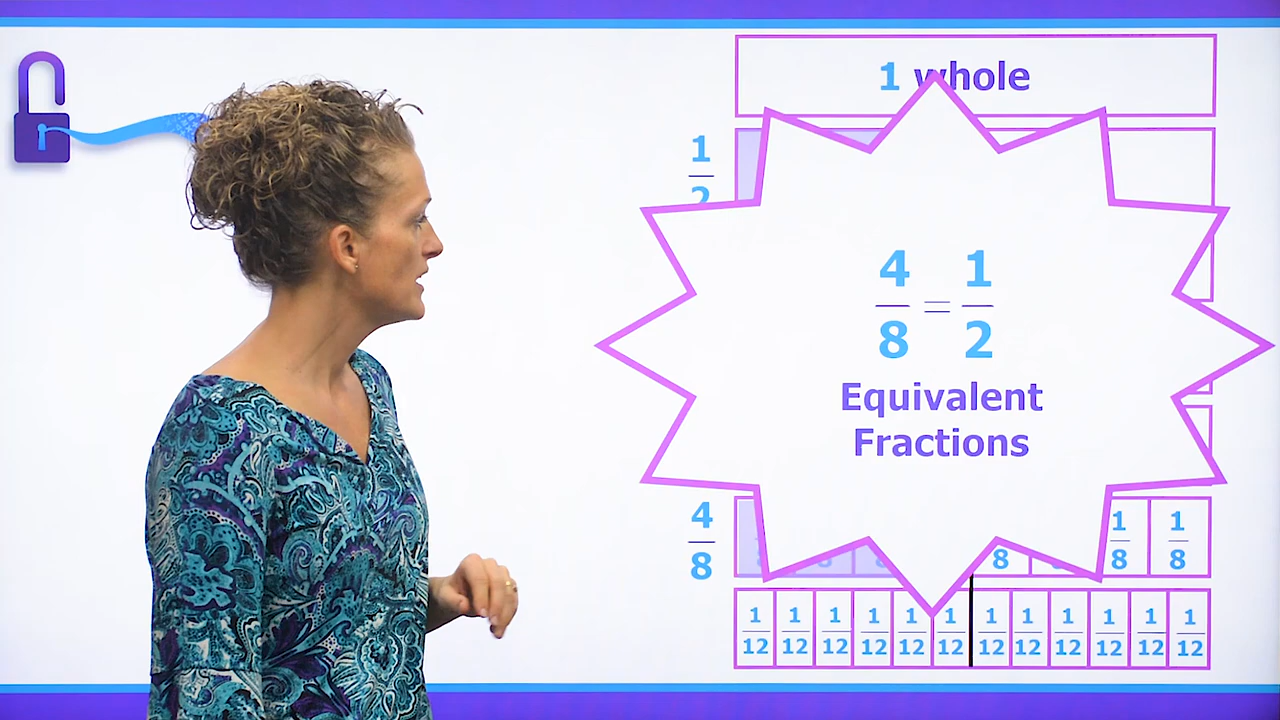 1 whole
1/2
4/8 = 1/2
Equivalent
Fractions
4/8 1/8 1/8
1/12 1/12 1/12 1/12 1/12 1/12 1/12 1/12 1/12 1/12 1/12 1/12